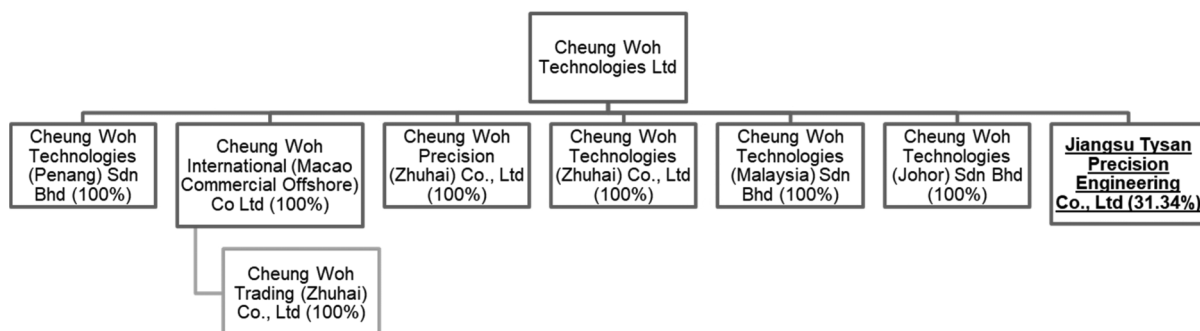 Cheung Woh
Technologies Ltd
Cheung Woh
Technologies
(Penang) Sdn
Bhd (100%)
Cheung Woh
International (Macao
Commercial Offshore)
Co Ltd (100%)
Cheung Woh
Precision
(Zhuhai) Co., Ltd
(100%)
Cheung Woh
Technologies
(Zhuhai) Co., Ltd
(100%)
Cheung Woh
Technologies
(Malaysia) Sdn
Bhd (100%)
Cheung Woh
Technologies
(Johor) Sdn Bhd
(100%)
Jiangsu Tysan
Precision
Engineering
Co., Ltd (31.34%)
Cheung Woh
Trading (Zhuhai)
Co., Ltd (100%)